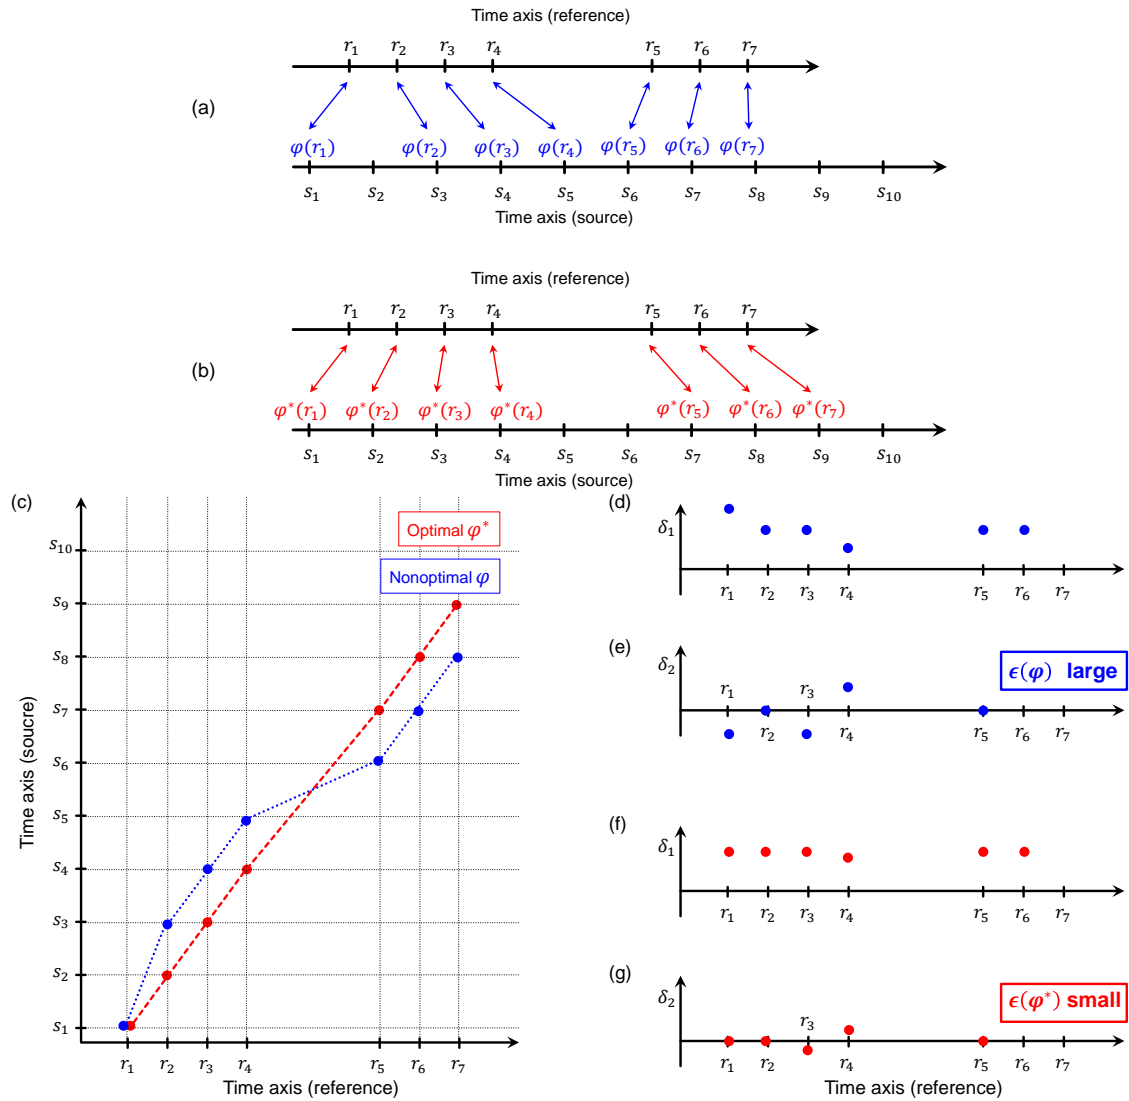 Time axis (reference)
r1 r2 r3 r4 r5 r6 r7
(a)
φ(r1) φ(r2) φ(r3) φ(r4) φ(r5) φ(r6) φ(r7)
s1 s2 s3 s4 s5 s6 s7 s8 s9 s10
Time axis (source)
Time axis (reference)
r1 r2 r3 r4 r5 r6 r7
(b)
φ*(r1) φ*(r2) φ*(r3) φ*(r4) φ*(r5) φ*(r6) φ*(r7)
s1 s2 s3 s4 s5 s6 s7 s8 s9 s10
Time axis (source)
(c)
Optimal φ*
Nonoptimal φ
s10
s9
s8
s7
s6
s5
s4
s3
s2
s1
Time axis (soucre)
r1 r2 r3 r4 r5 r6 r7
Time axis (reference)
(d)
δ1
r1 r2 r3 r4 r5 r6 r7
(e)
δ2
ϵ(φ) large
r1 r2 r3 r4 r5 r6 r7
(f)
δ1
r1 r2 r3 r4 r5 r6 r7
(g)
δ2
ϵ(φ*) small
r1 r2 r3 r4 r5 r6 r7
Time axis (reference)